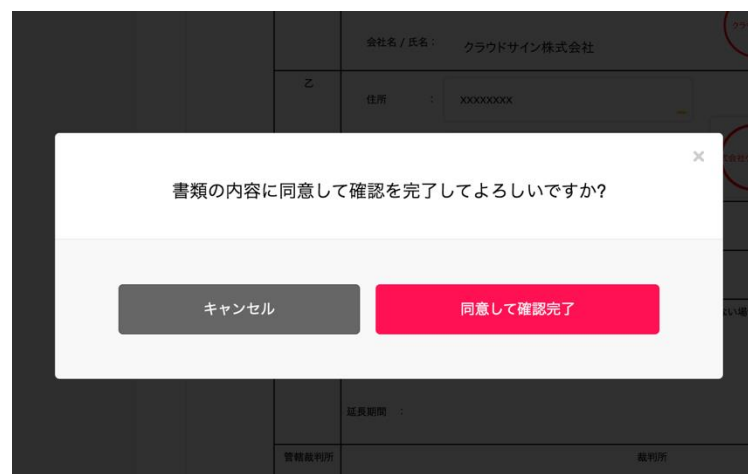 会社名 / 氏名 : クラウドサイン株式会社
乙
住所 : xxxxxxxx
×
書類の内容に同意して確認を完了してよろしいですか?
キャンセル
同意して確認完了
延長期間 :
管轄裁判所 裁判所